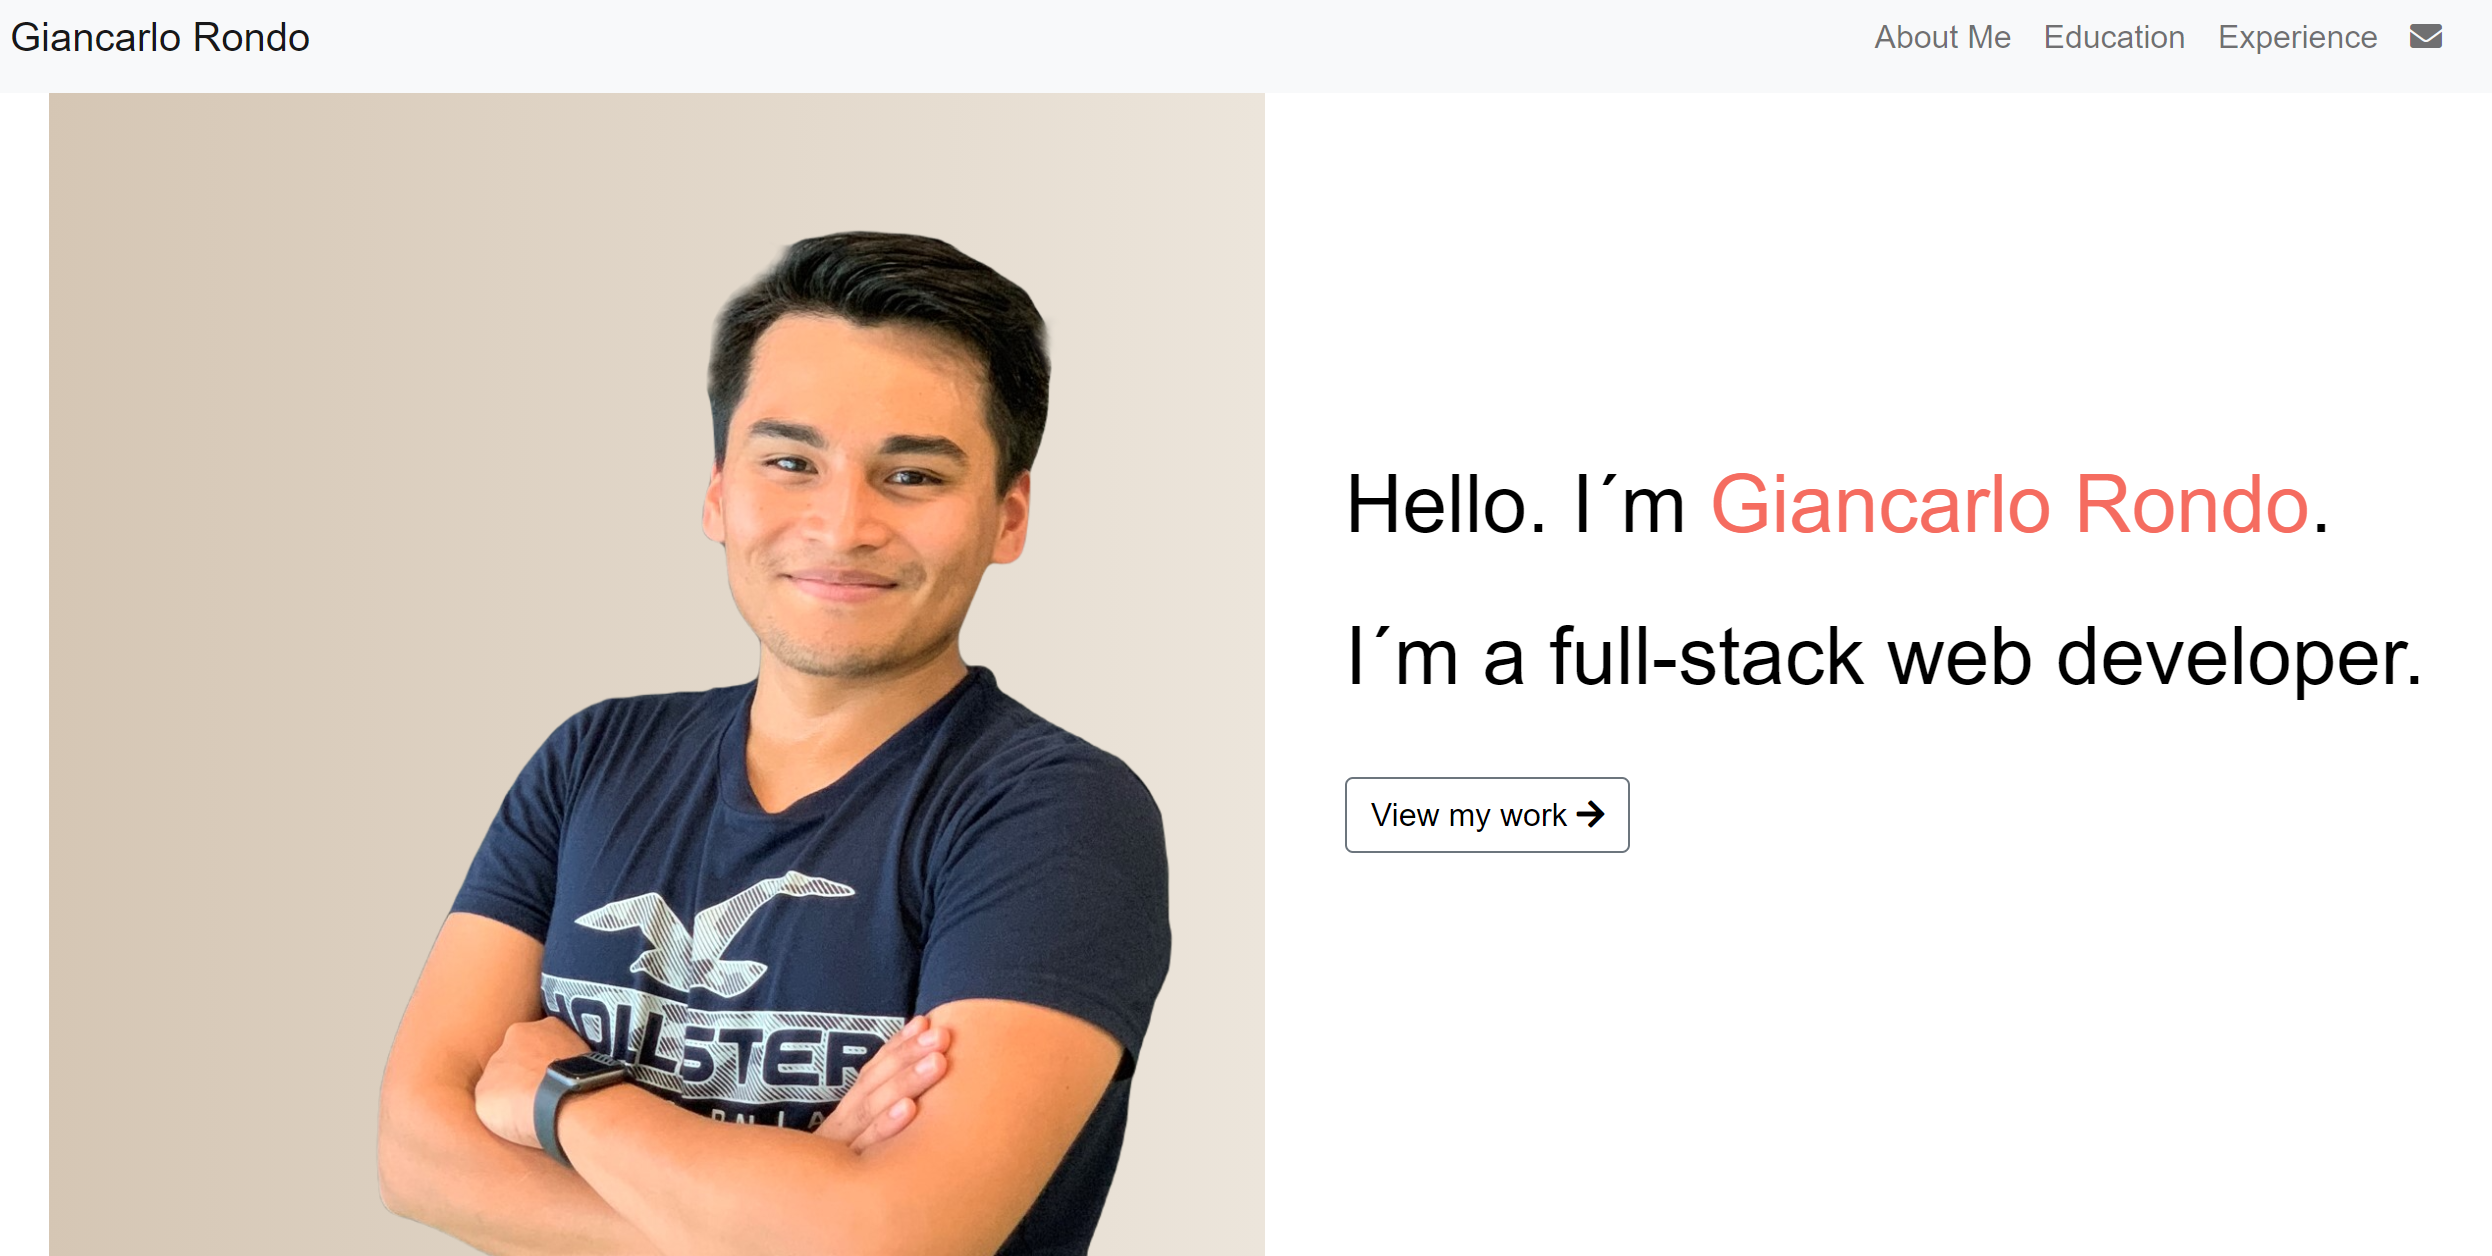 Giancarlo Rondo
About Me Education Experience
Hello. I´m Giancarlo Rondo.
I´m a full-stack web developer.
View my work
HOLLISTER